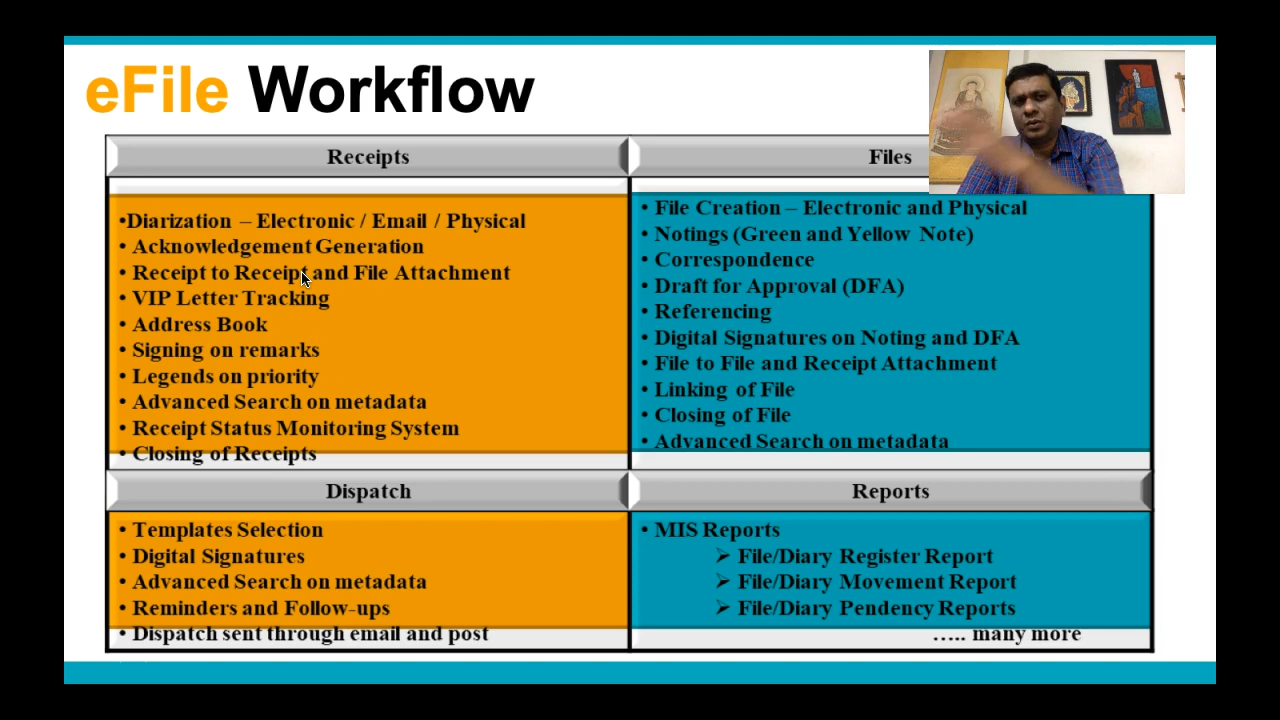 eFile Workflow
Receipts
•Diarization – Electronic / Email / Physical
• Acknowledgement Generation
• Receipt to Receipt and File Attachment
• VIP Letter Tracking
• Address Book
• Signing on remarks
• Legends on priority
• Advanced Search on metadata
• Receipt Status Monitoring System
• Closing of Receipts
Files
• File Creation – Electronic and Physical
• Notings (Green and Yellow Note)
• Correspondence
• Draft for Approval (DFA)
• Referencing
• Digital Signatures on Noting and DFA
• File to File and Receipt Attachment
• Linking of File
• Closing of File
• Advanced Search on metadata
Dispatch
• Templates Selection
• Digital Signatures
• Advanced Search on metadata
• Reminders and Follow-ups
• Dispatch sent through email and post
Reports
• MIS Reports
➢ File/Diary Register Report
➢ File/Diary Movement Report
➢ File/Diary Pendency Reports
….. many more